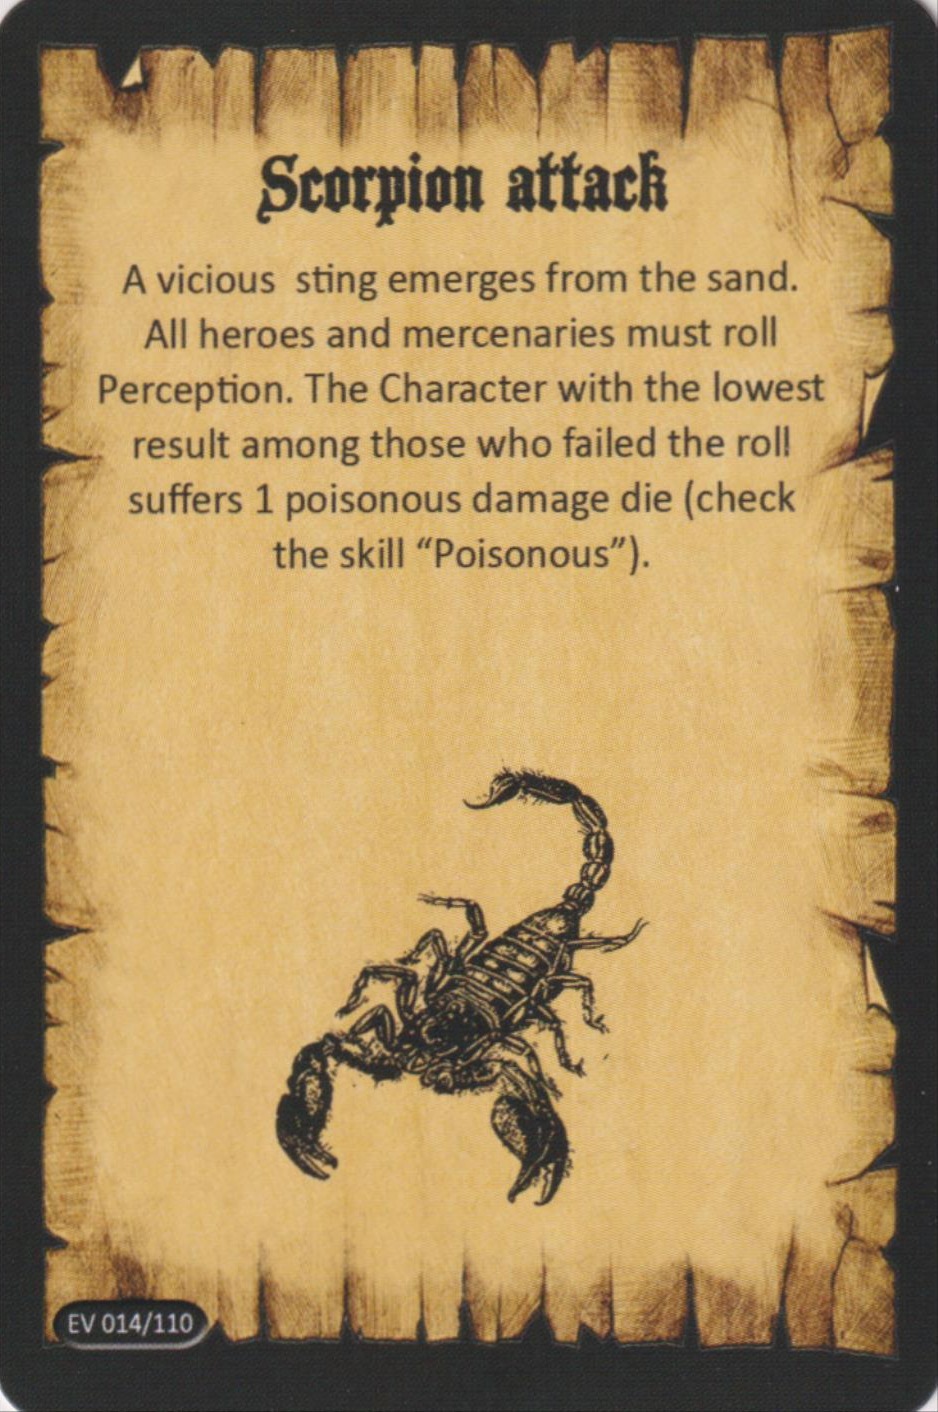 Scorpion attack
A vicious  sting emerges from the sand.
All heroes and mercenaries must roll
Perception. The Character with the lowest
result among those who failed the roll
suffers 1 poisonous damage die (check
the skill “Poisonous”).
EV 014/110